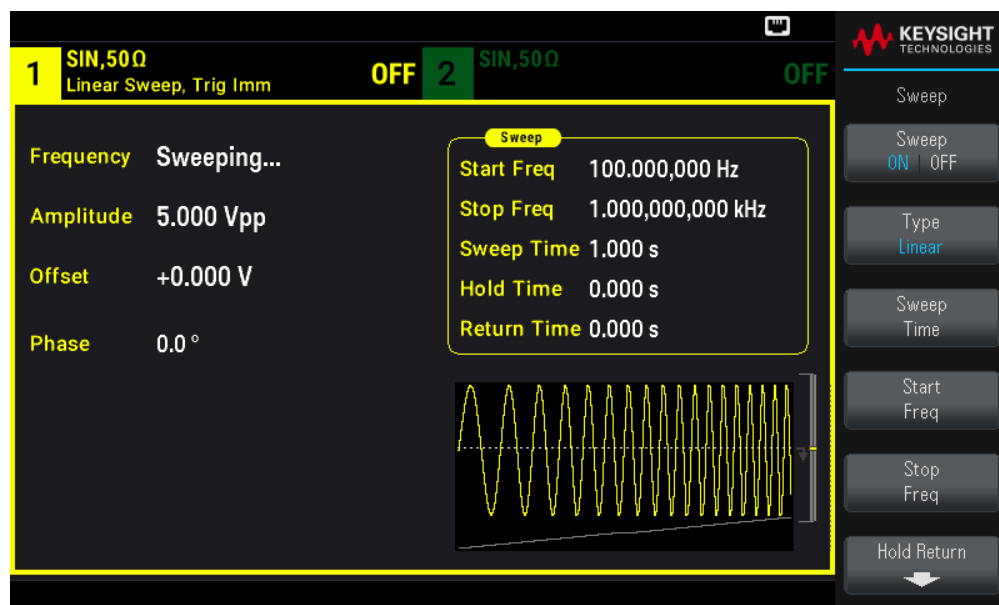 KEYSIGHT
TECHNOLOGIES
1
SIN,50Ω
Linear Sweep, Trig Imm
OFF
2
SIN,50Ω
OFF
Frequency Sweeping...
Amplitude 5.000 Vpp
Offset +0.000 V
Phase 0.0 °
Sweep
Start Freq 100.000,000 Hz
Stop Freq 1.000,000,000 kHz
Sweep Time 1.000 s
Hold Time 0.000 s
Return Time 0.000 s
Sweep
Sweep
ON | OFF
Type
Linear
Sweep
Time
Start
Freq
Stop
Freq
Hold Return